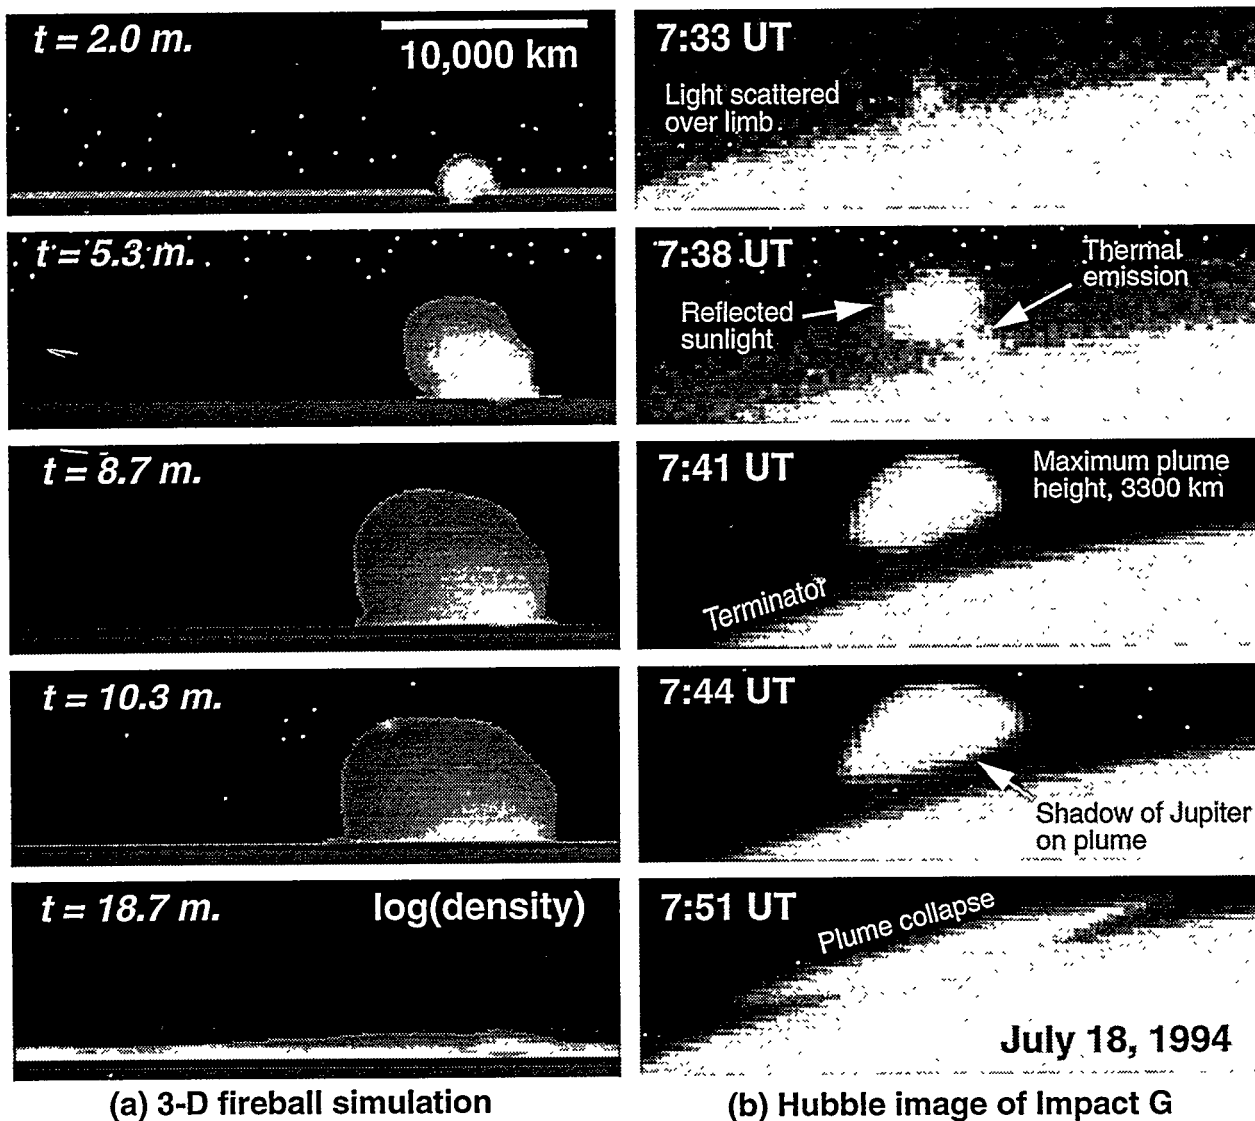 t = 2.0 m.
10,000 km
7:33 UT
Light scattered
over limb
t = 5.3 m.
7:38 UT
Thermal
emission
Reflected
sunlight
t = 8.7 m.
7:41 UT
Maximum plume
height, 3300 km
Terminator
t = 10.3 m.
7:44 UT
Shadow of Jupiter
on plume
t = 18.7 m.
log(density)
7:51 UT
Plume collapse
July 18, 1994
(a) 3-D fireball simulation
(b) Hubble image of Impact G